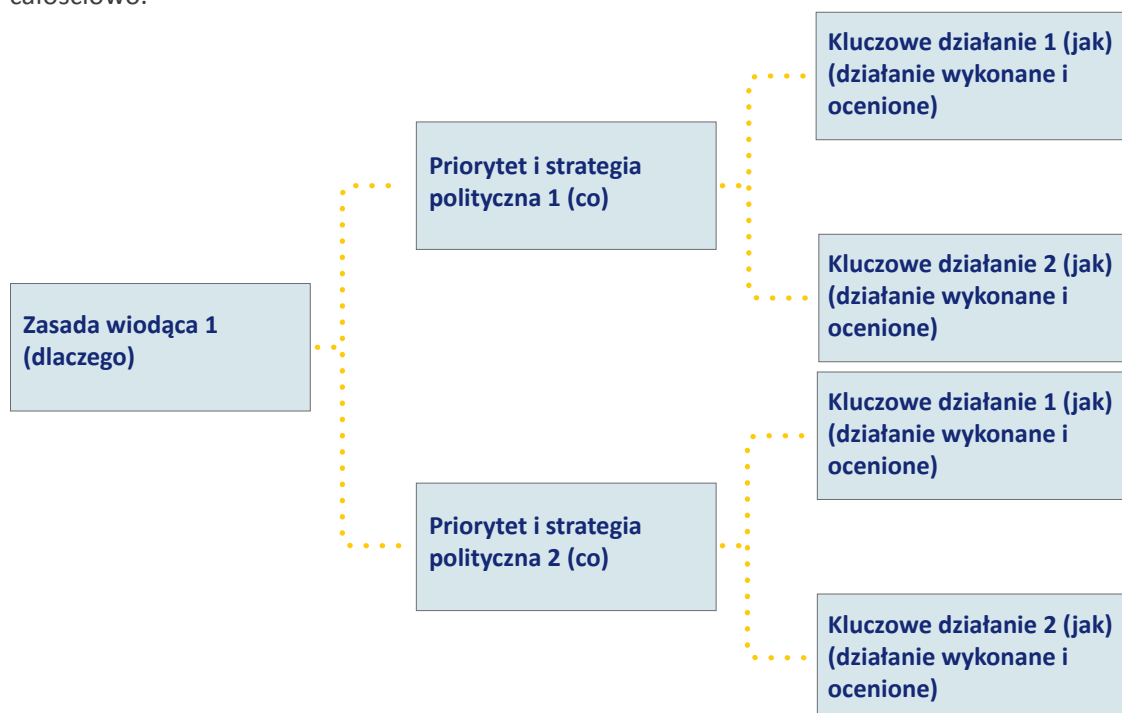 całościowo.
Kluczowe działanie 1 (jak)
(działanie wykonane i
ocenione)
Priorytet i strategia
polityczna 1 (co)
Kluczowe działanie 2 (jak)
(działanie wykonane i
ocenione)
Zasada wiodąca 1
(dlaczego)
Kluczowe działanie 1 (jak)
(działanie wykonane i
ocenione)
Priorytet i strategia
polityczna 2 (co)
Kluczowe działanie 2 (jak)
(działanie wykonane i
ocenione)